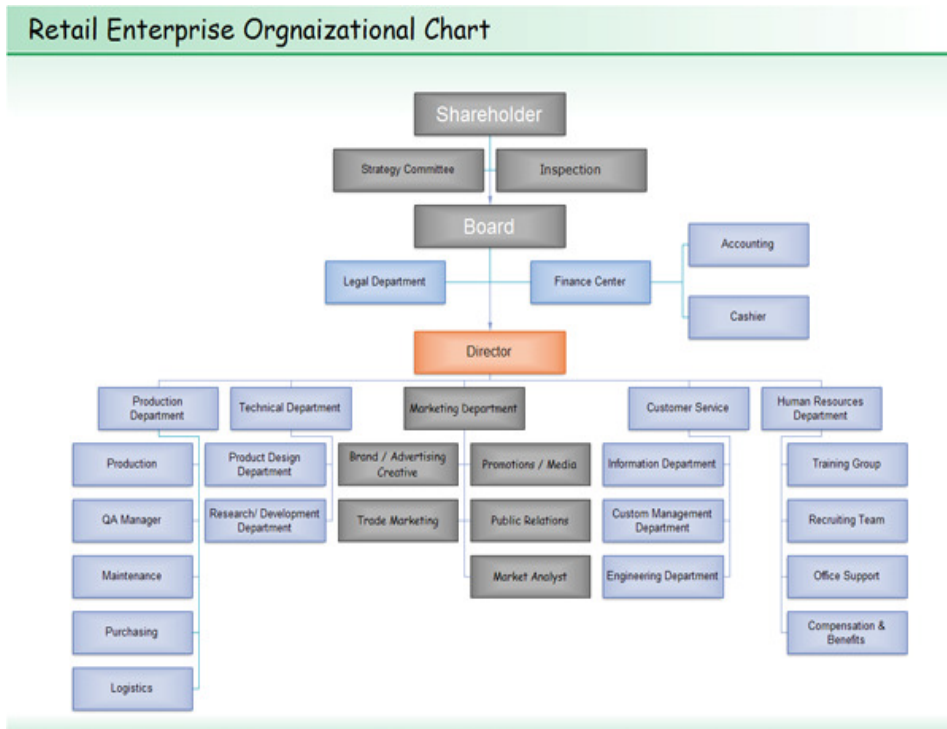 Retail Enterprise Orgnaizational Chart
Shareholder
Strategy Committee
Inspection
Board
Legal Department
Finance Center
Accounting
Cashier
Director
Production
Department
Technical Department
Marketing Department
Customer Service
Human Resources
Department
Production
QA Manager
Maintenance
Purchasing
Logistics
Product Design
Department
Research/ Development
Department
Brand / Advertising
Creative
Trade Marketing
Promotions / Media
Public Relations
Market Analyst
Information Department
Custom Management
Department
Engineering Department
Training Group
Recruiting Team
Office Support
Compensation &
Benefits